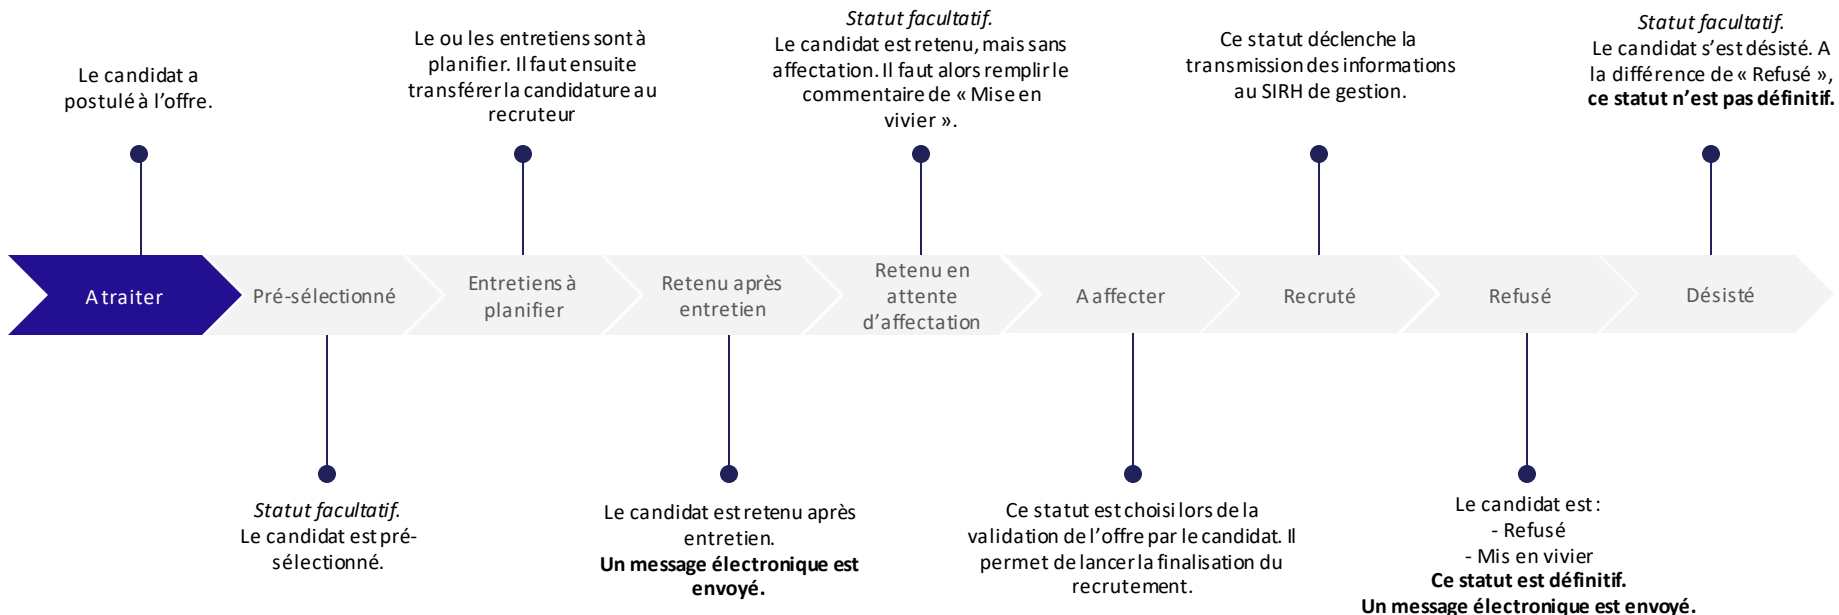 Le candidat a
postulé à l’offre.
Le ou les entretiens sont à
planifier. Il faut ensuite
transférer la candidature au
recruteur
Statut facultatif.
Le candidat est retenu, mais sans
affectation. Il faut alors remplir le
commentaire de « Mise en
vivier ».
Ce statut déclenche la
transmission des informations
au SIRH de gestion.
Statut facultatif.
Le candidat s’est désisté. A
la différence de « Refusé »,
ce statut n’est pas définitif.
A traiter
Pré-sélectionné
Entretiens à
planifier
Retenu après
entretien
Retenu en
attente
d’affectation
A affecter
Recruté
Refusé
Désisté
Statut facultatif.
Le candidat est pré-
sélectionné.
Le candidat est retenu après
entretien.
Un message électronique est
envoyé.
Ce statut est choisi lors de la
validation de l’offre par le candidat. Il
permet de lancer la finalisation du
recrutement.
Le candidat est :
- Refusé
- Mis en vivier
Ce statut est définitif.
Un message électronique est envoyé.